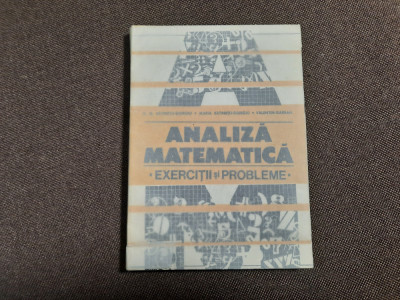 ANALIZĂ
MATEMATICĂ
• EXERCIȚII și PROBLEME •